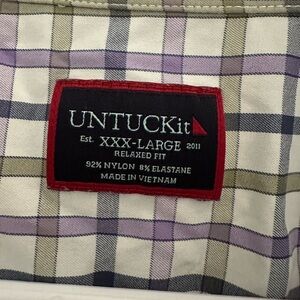 UNTUCKit
Est. XXX-LARGE 2011
RELAXED FIT
92% NYLON 8% ELASTANE
MADE IN VIETNAM